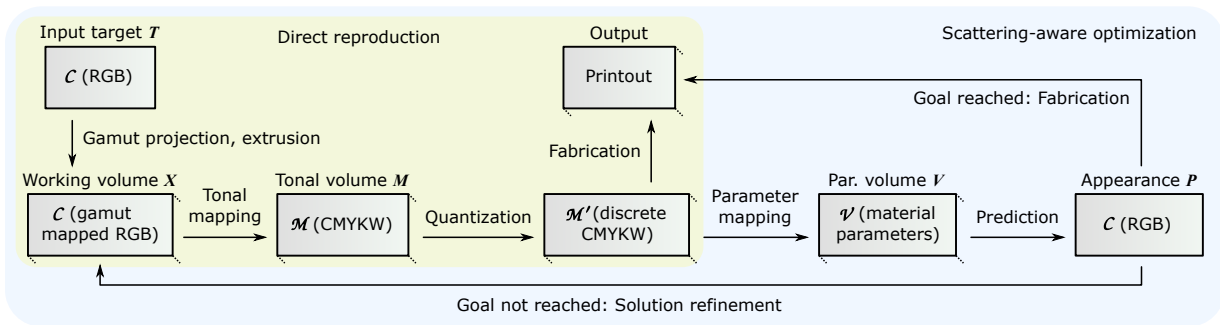 Input target T
Direct reproduction
Output
Scattering-aware optimization
C (RGB)
Printout
Goal reached: Fabrication
Gamut projection, extrusion
Fabrication
Working volume X
Tonal
mapping
Tonal volume M
Parameter
mapping
Par. volume V
Appearance P
C (gamut
mapped RGB)
M (CMYKW)
Quantization
M′ (discrete
CMYKW)
V (material
parameters)
Prediction
C (RGB)
Goal not reached: Solution refinement